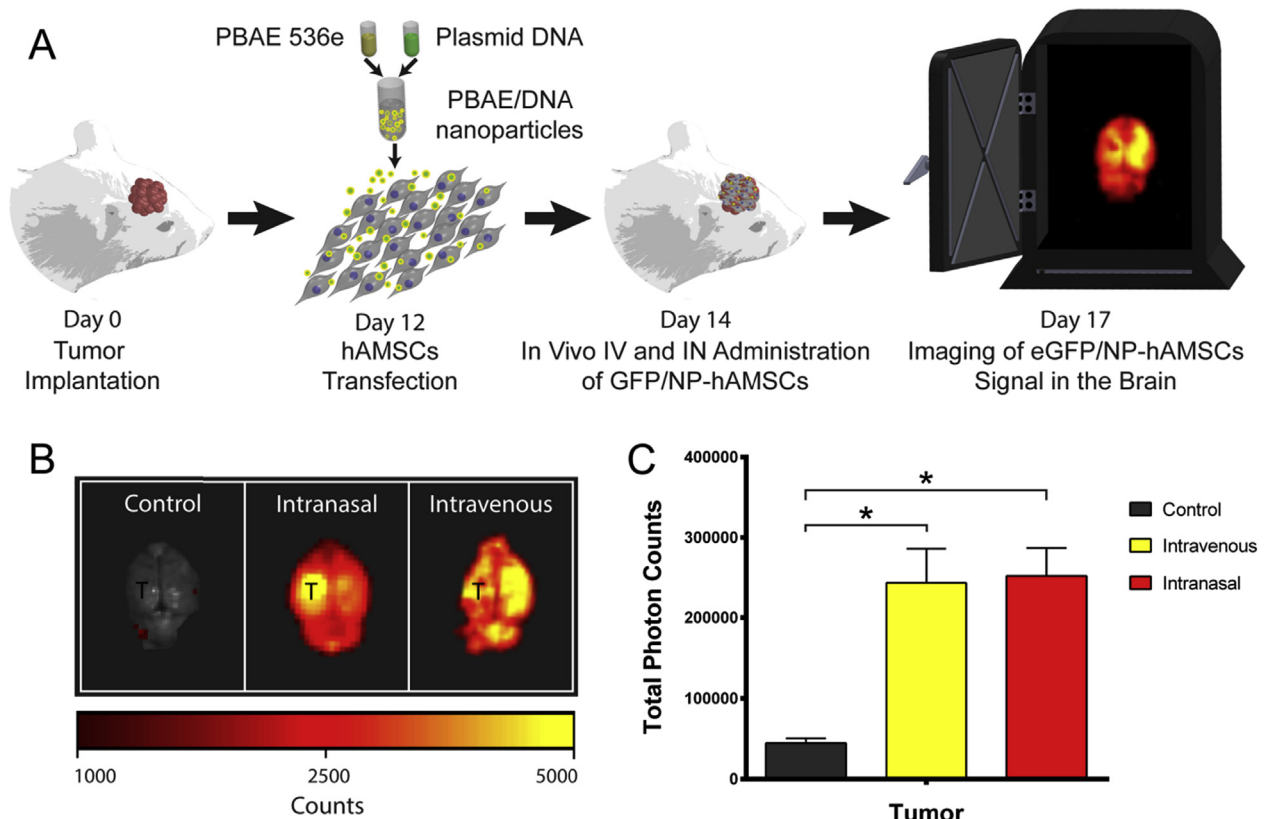 A
PBAE 536e
Plasmid DNA
PBAE/DNA
nanoparticles
Day 0
Tumor
Implantation
Day 12
hAMSCs
Transfection
Day 14
In Vivo IV and IN Administration
of GFP/NP-hAMSCs
Day 17
Imaging of eGFP/NP-hAMSCs
Signal in the Brain
B
Control
Intranasal
Intravenous
T
T
T
1000
2500
5000
Counts
C
Total Photon Counts
400000
300000
200000
100000
0
*
*
Tumor
Control
Intravenous
Intranasal